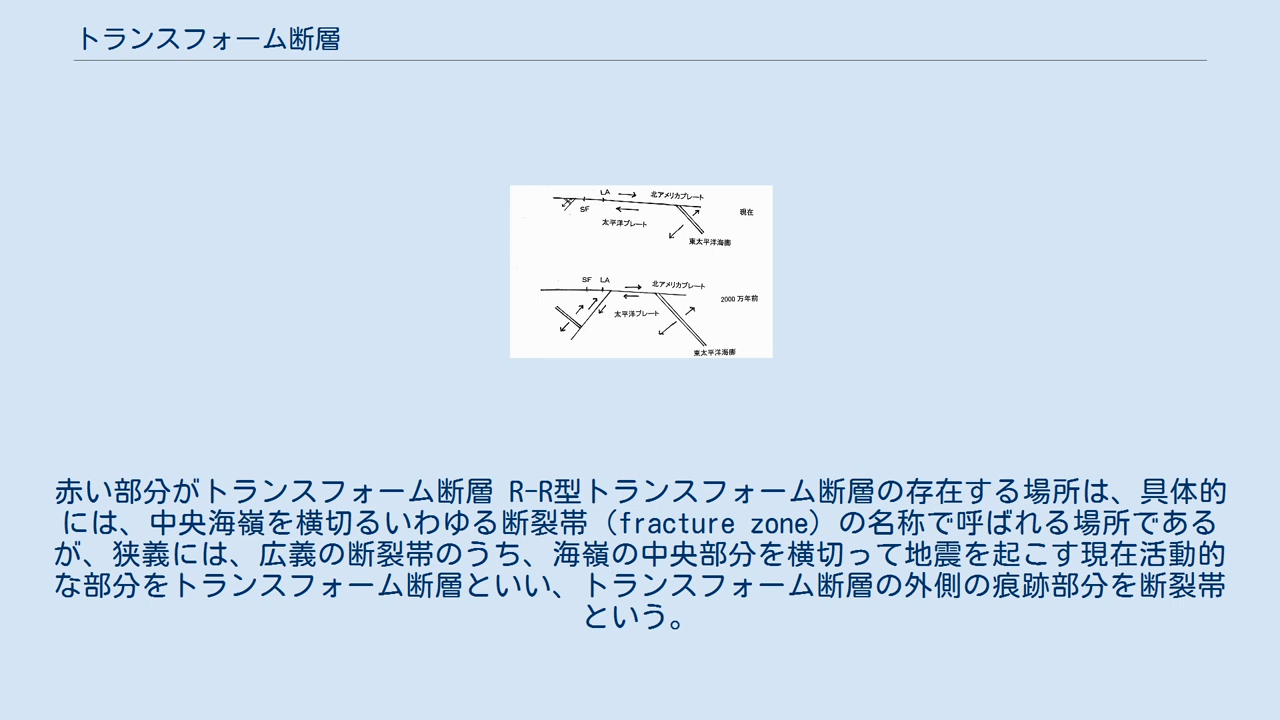 トランスフォーム断層
LA
北アメリカプレート
現在
SF
太平洋プレート
東太平洋海膨
SF LA
北アメリカプレート
2000 万年前
太平洋プレート
東太平洋海膨
赤い部分がトランスフォーム断層 R-R型トランスフォーム断層の存在する場所は、具体的
には、中央海嶺を横切るいわゆる断裂帯（fracture zone）の名称で呼ばれる場所である
が、狭義には、広義の断裂帯のうち、海嶺の中央部分を横切って地震を起こす現在活動的
な部分をトランスフォーム断層といい、トランスフォーム断層の外側の痕跡部分を断裂帯
という。